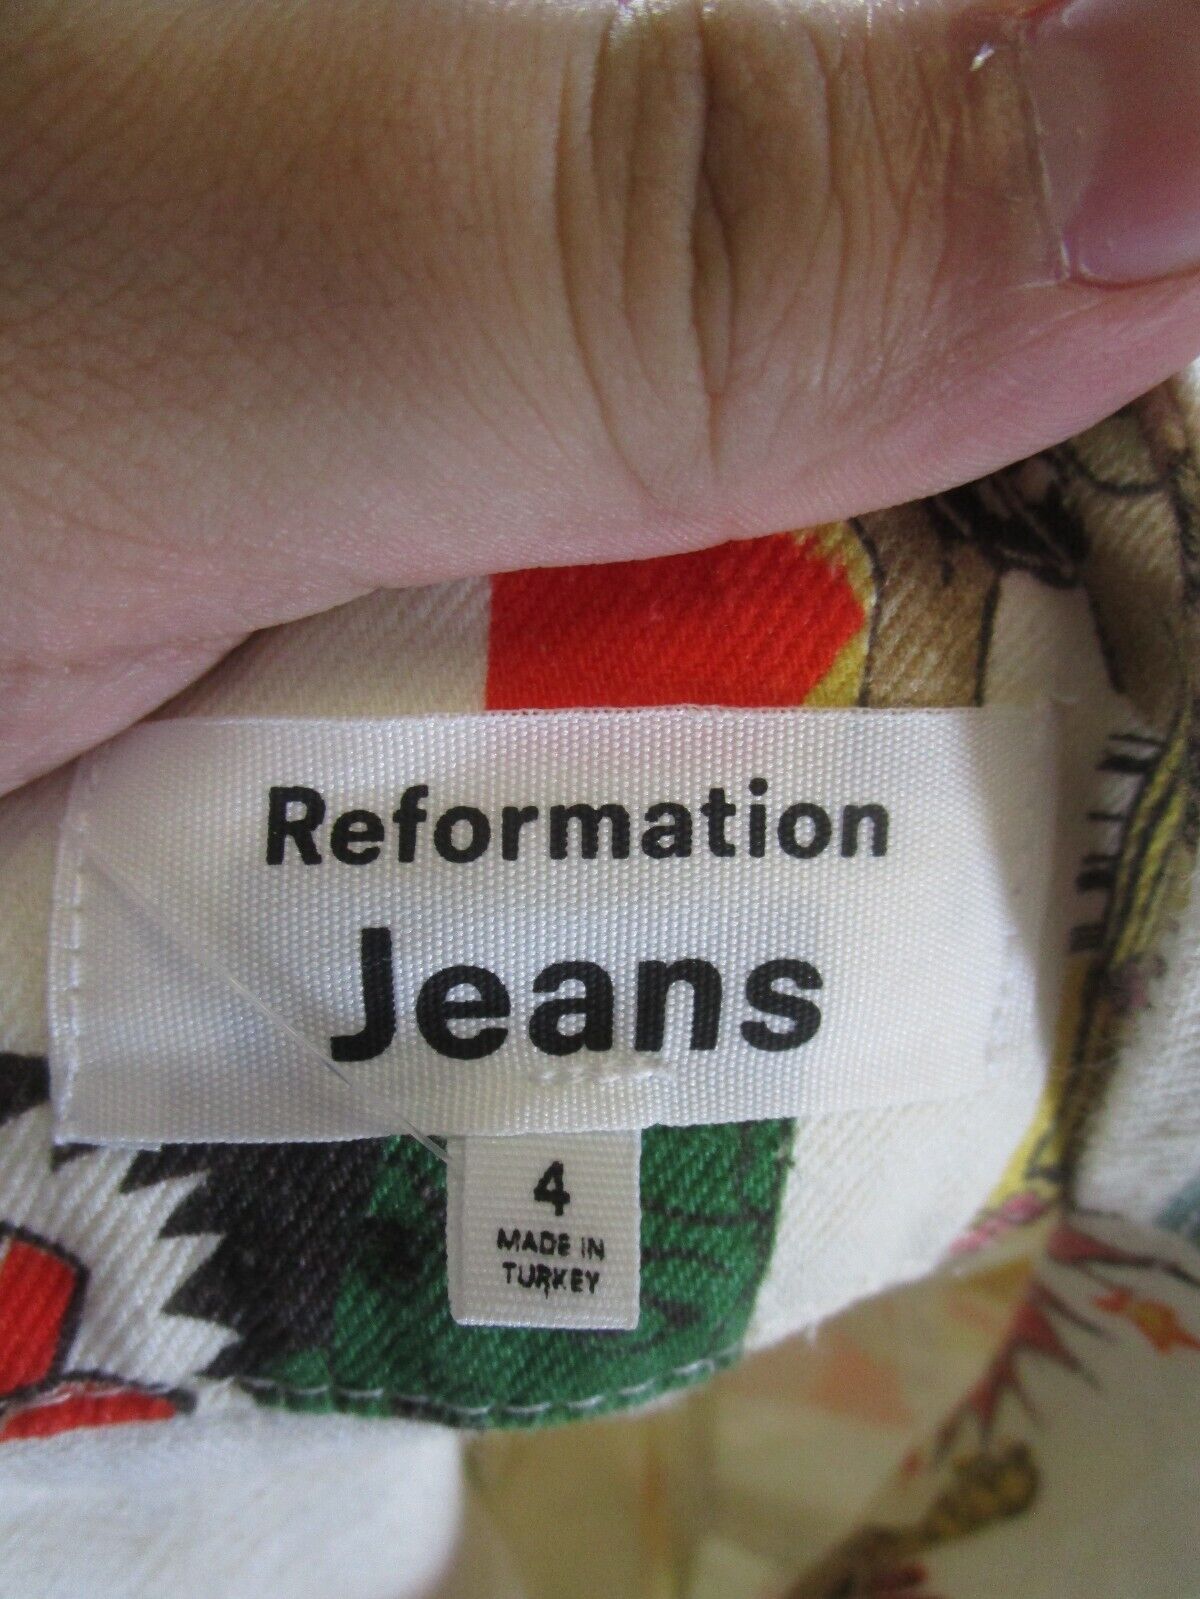 Reformation
Jeans
4
MADE IN
TURKEY